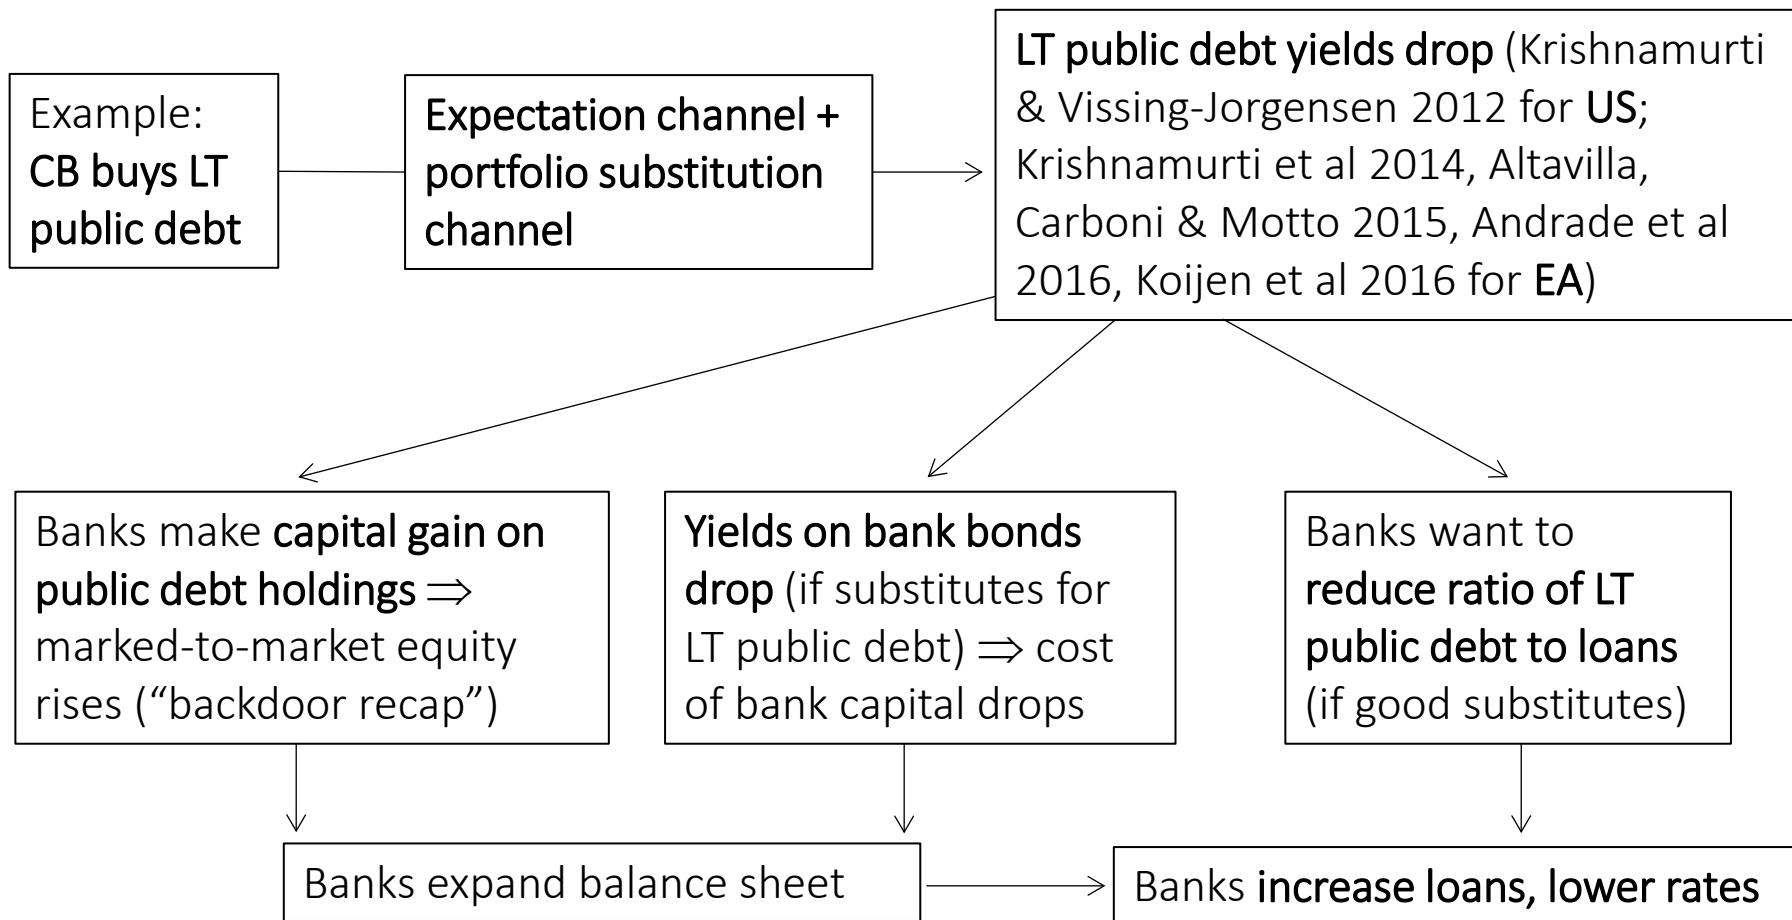 Example:
CB buys LT
public debt
Expectation channel +
portfolio substitution
channel
LT public debt yields drop (Krishnamurti
& Vissing-Jorgensen 2012 for US;
Krishnamurti et al 2014, Altavilla,
Carboni & Motto 2015, Andrade et al
2016, Koijen et al 2016 for EA)
Banks make capital gain on
public debt holdings ⇒
marked-to-market equity
rises (“backdoor recap”)
Yields on bank bonds
drop (if substitutes for
LT public debt) ⇒ cost
of bank capital drops
Banks want to
reduce ratio of LT
public debt to loans
(if good substitutes)
Banks expand balance sheet
Banks increase loans, lower rates